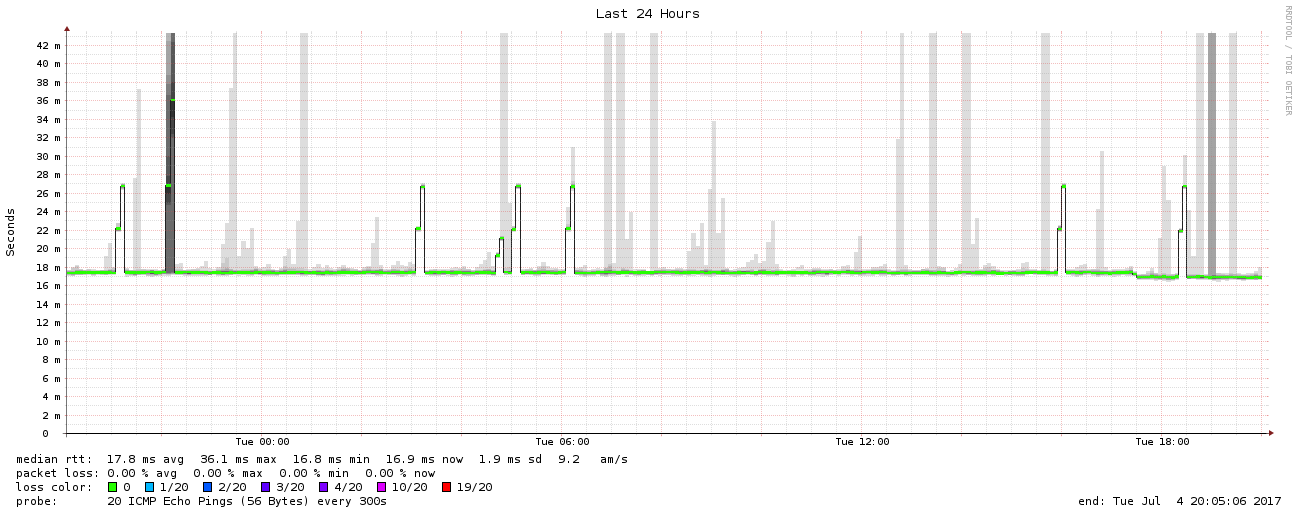 Last 24 Hours
RRDTOOL / TOBI OETIKER
Seconds
42 m
40 m
38 m
36 m
34 m
32 m
30 m
28 m
26 m
24 m
22 m
20 m
18 m
16 m
14 m
12 m
10 m
8 m
6 m
4 m
2 m
0
Tue 00:00 Tue 06:00 Tue 12:00 Tue 18:00
median rtt: 17.8 ms avg 36.1 ms max 16.8 ms min 16.9 ms now 1.9 ms sd 9.2 am/s
packet loss: 0.00 % avg 0.00 % max 0.00 % min 0.00 % now
loss color: 0 1/20 2/20 3/20 4/20 10/20 19/20
probe: 20 ICMP Echo Pings (56 Bytes) every 300s end: Tue Jul 4 20:05:06 2017